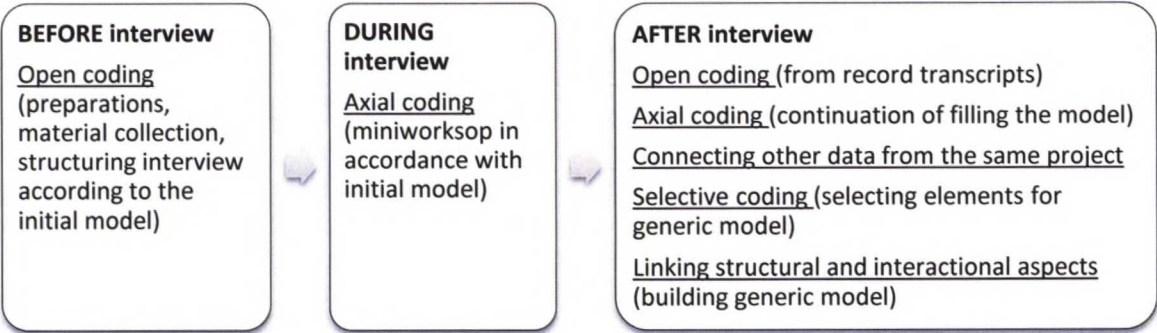 BEFORE interview
Open coding
(preparations,
material collection,
structuring interview
according to the
initial model)
DURING
interview
Axial coding
(miniworksop in
accordance with
initial model)
AFTER interview
Open coding (from record transcripts)
Axial coding (continuation of filling the model)
Connecting other data from the same project
Selective coding (selecting elements for
generic model)
Linking structural and interactional aspects
(building generic model)